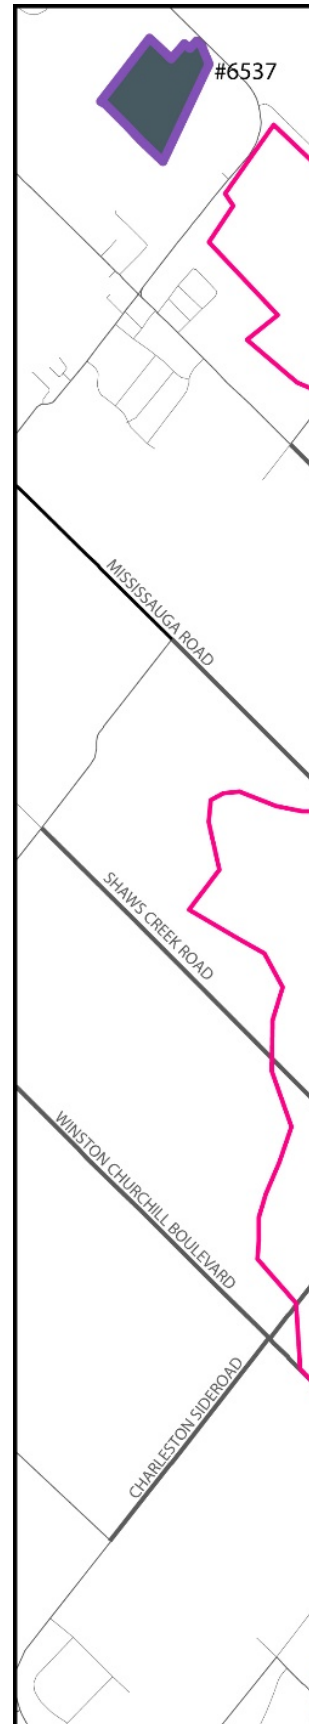 #6537
MISSISSAUGA ROAD
SHAWS CREEK ROAD
WINSTON CHURCHILL BOULEVARD
CHARLESTON SIDEROAD